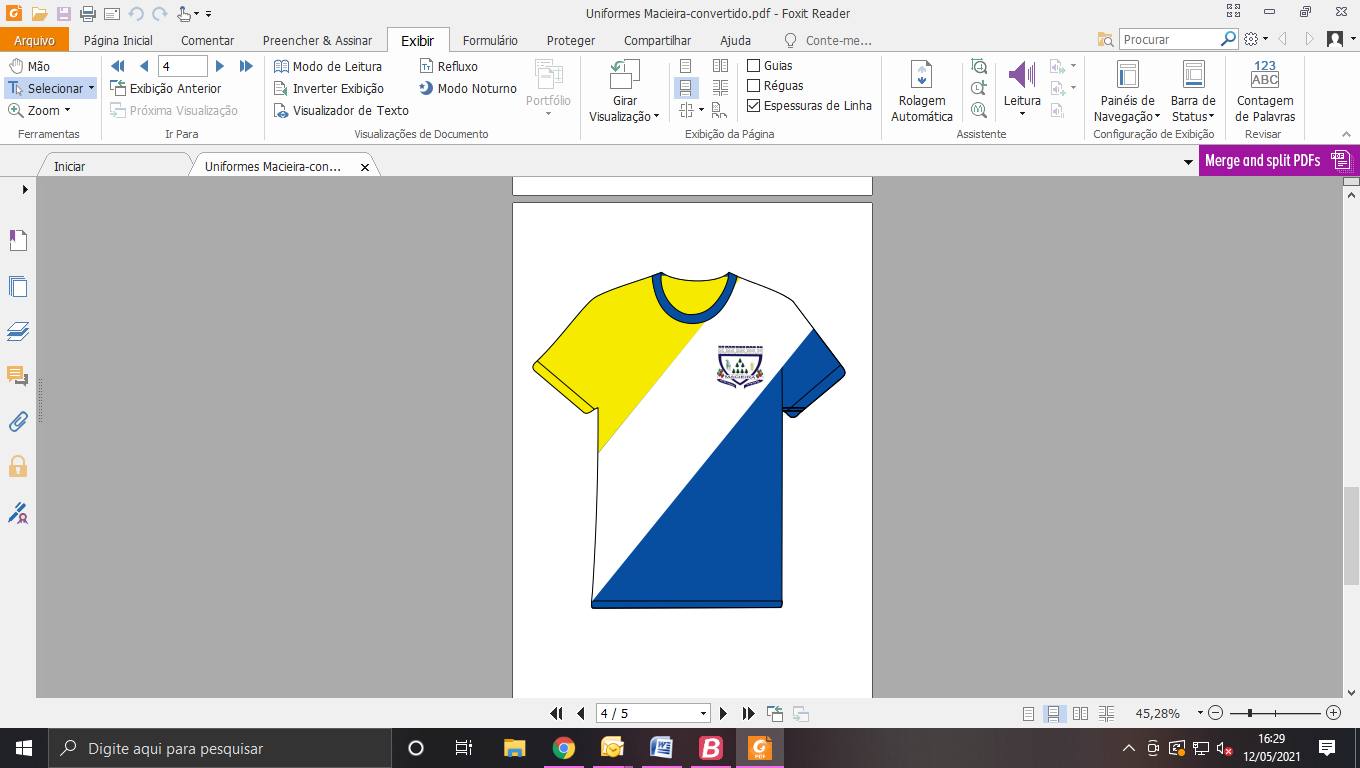 Uniformes Macieira-convertido.pdf - Foxit Reader
Arquivo Página Inicial Comentar Preencher & Assinar Exibir Formulário Proteger Compartilhar Ajuda Conte-me... Procurar
Mão
Selecionar
Zoom
Ferramentas
4
Exibição Anterior
Próxima Visualização
Ir Para
Modo de Leitura
Inverter Exibição
Visualizador de Texto
Refluxo
Modo Noturno
Portfólio
Visualizações de Documento
Girar
Visualização
Guias
Réguas
Espessuras de Linha
Exibição da Página
Rolagem
Automática
Leitura
Assistente
Painéis de
Navegação
Barra de
Status
Configuração de Exibição
123
ABC
Contagem
de Palavras
Revisar
Iniciar
Uniformes Macieira-con...
Merge and split PDFs
MACIEIRA
4 / 5
45,28%
Digite aqui para pesquisar
16:29
12/05/2021